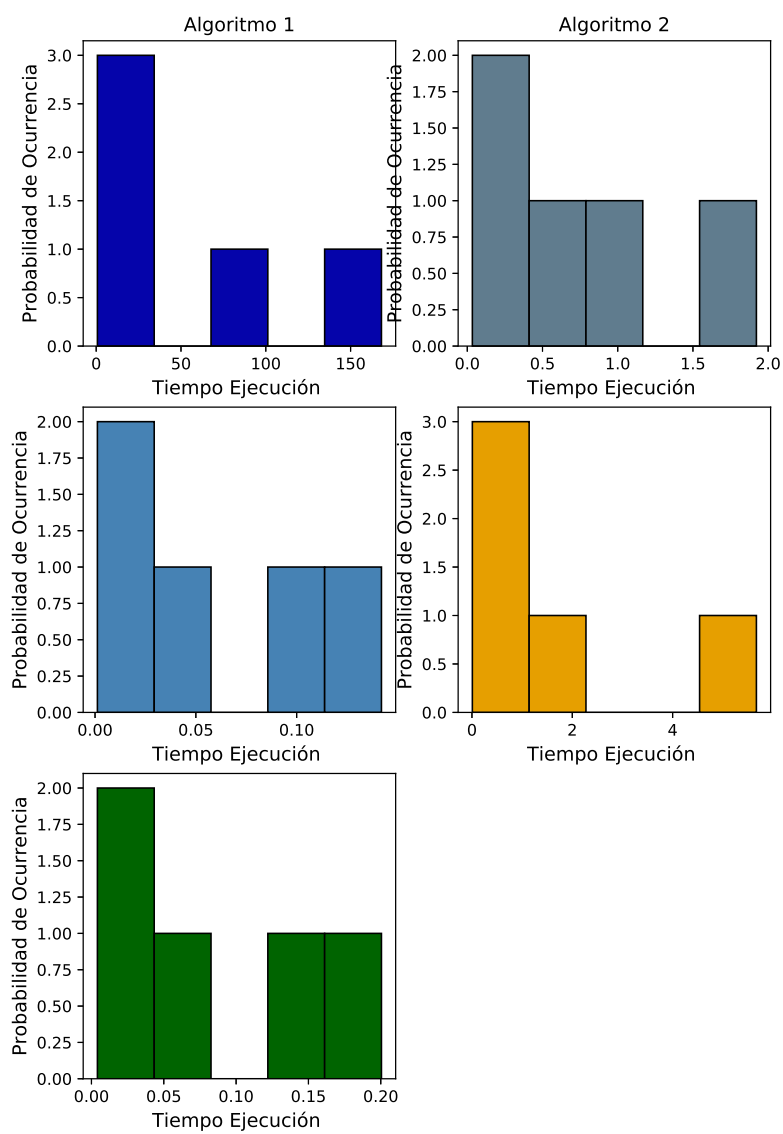 Algoritmo 1
Probabilidad de Ocurrencia
3.0
2.5
2.0
1.5
1.0
0.5
0.0
0 50 100 150
Tiempo Ejecución
Algoritmo 2
Probabilidad de Ocurrencia
2.00
1.75
1.50
1.25
1.00
0.75
0.50
0.25
0.00
0.0 0.5 1.0 1.5 2.0
Tiempo Ejecución
Probabilidad de Ocurrencia
2.00
1.75
1.50
1.25
1.00
0.75
0.50
0.25
0.00
0.00 0.05 0.10
Tiempo Ejecución
Probabilidad de Ocurrencia
3.0
2.5
2.0
1.5
1.0
0.5
0.0
0 2 4
Tiempo Ejecución
Probabilidad de Ocurrencia
2.00
1.75
1.50
1.25
1.00
0.75
0.50
0.25
0.00
0.00 0.05 0.10 0.15 0.20
Tiempo Ejecución